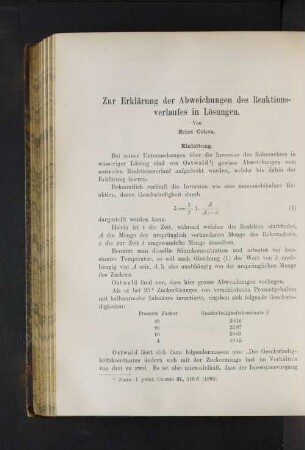 Zur Erklärung der Abweichungen des Reaktions-
verlaufes in Lösungen.
Von
Ernst Cohen.
Einleitung.
Bei seinen Untersuchungen über die Inversion des Rohrzuckers in
wässeriger Lösung sind von Ostwald¹) gewisse Abweichungen vom
normalen Reaktionsverlauf aufgedeckt worden, welche bis dahin der
Erklärung harren.
Bekanntlich verläuft die Inversion wie eine monomolekulare Re-
aktion, deren Geschwindigkeit durch
dargestellt werden kann.
Hierin ist t die Zeit, während welcher die Reaktion stattfindet,
A die Menge der ursprünglich vorhandenen Menge des Rohrzuckers,
x die zur Zeit t umgewandelte Menge desselben.
Benutzt man dieselbe Säurekonzentration und arbeitet bei kon-
stanter Temperatur, so soll nach Gleichung (1) der Wert von k unab-
hängig von A sein, d. h. also unabhängig von der ursprünglichen Menge
des Zuckers.
Ostwald fand nun, dass hier grosse Abweichungen vorliegen.
Als er bei 25° Zuckerlösungen von verschiedenem Prozentgehalte
mit halbnormaler Salzsäure invertierte, ergaben sich folgende Geschwin-
digkeiten:
Prozente Zucker Geschwindigkeitskonstante k
40
20
10
4
Ostwald lässt sich dann folgendermassen aus: „Die Geschwindig-
keitskonstanten ändern sich mit der Zuckermenge fast im Verhältnis
von drei zu zwei. Es ist also unzweifelhaft, dass der Inversionsvorgang
¹) Journ. f. prakt. Chemie 31,